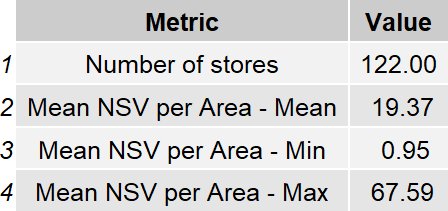 Metric Value
1 Number of stores 122.00
2 Mean NSV per Area - Mean 19.37
3 Mean NSV per Area - Min 0.95
4 Mean NSV per Area - Max 67.59